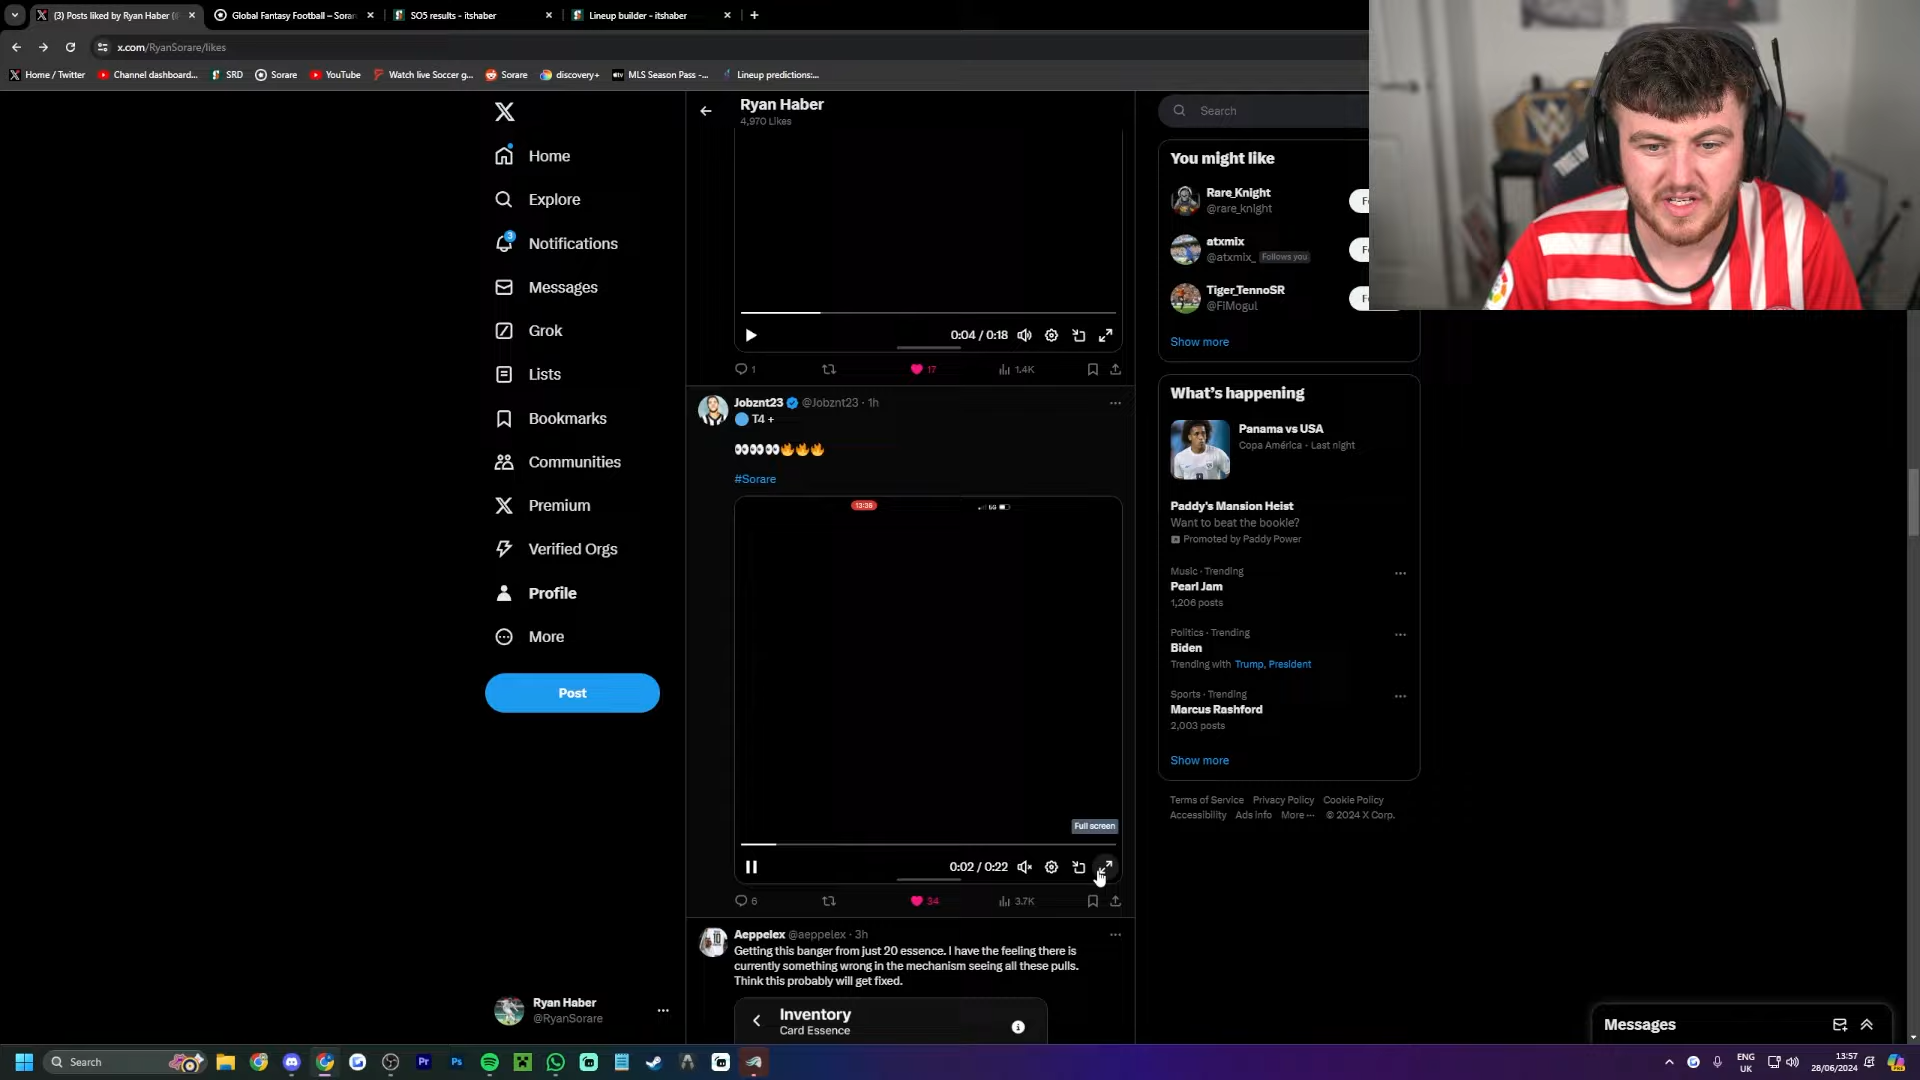 (3) Posts liked by Ryan Haber (
Global Fantasy Football – Sorar
SO5 results - itshaber
Lineup builder - itshaber
x.com/RyanSorare/likes
Home / Twitter
Channel dashboard...
SRD
Sorare
YouTube
Watch live Soccer g...
Sorare
discovery+
MLS Season Pass -...
Lineup predictions:...
Home
Explore
3
Notifications
Messages
Grok
Lists
Bookmarks
Communities
Premium
Verified Orgs
Profile
More
Post
Ryan Haber
@RyanSorare
Ryan Haber
4,970 Likes
0:04 / 0:18
1
17
1.4K
Jobznt23 @Jobznt23 · 1h
T4 +
#Sorare
13:36
5G
Full screen
0:02 / 0:22
6
34
3.7K
Aeppelex @aeppelex · 3h
Getting this banger from just 20 essence. I have the feeling there is
currently something wrong in the mechanism seeing all these pulls.
Think this probably will get fixed.
Inventory
Card Essence
Search
You might like
Rare_Knight
@rare_knight
atxmix
@atxmix_ Follows you
Tiger_TennoSR
@FiMogul
Show more
What's happening
Panama vs USA
Copa América · Last night
Paddy's Mansion Heist
Want to beat the bookie?
Promoted by Paddy Power
Music · Trending
Pearl Jam
1,206 posts
Politics · Trending
Biden
Trending with Trump, President
Sports · Trending
Marcus Rashford
2,003 posts
Show more
Terms of Service Privacy Policy Cookie Policy
Accessibility Ads info More ··· © 2024 X Corp.
Messages
Search
Pr
Ps
ENG
UK
13:57
28/06/2024